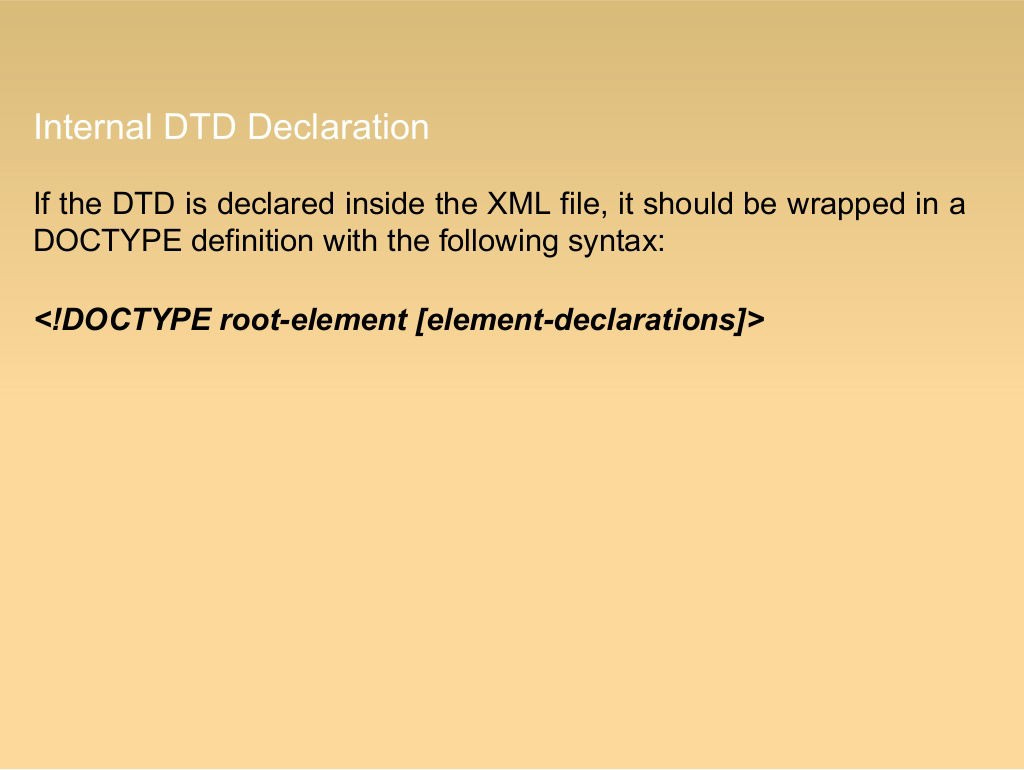 Internal DTD Declaration
If the DTD is declared inside the XML file, it should be wrapped in a
DOCTYPE definition with the following syntax:
<!DOCTYPE root-element [element-declarations]>